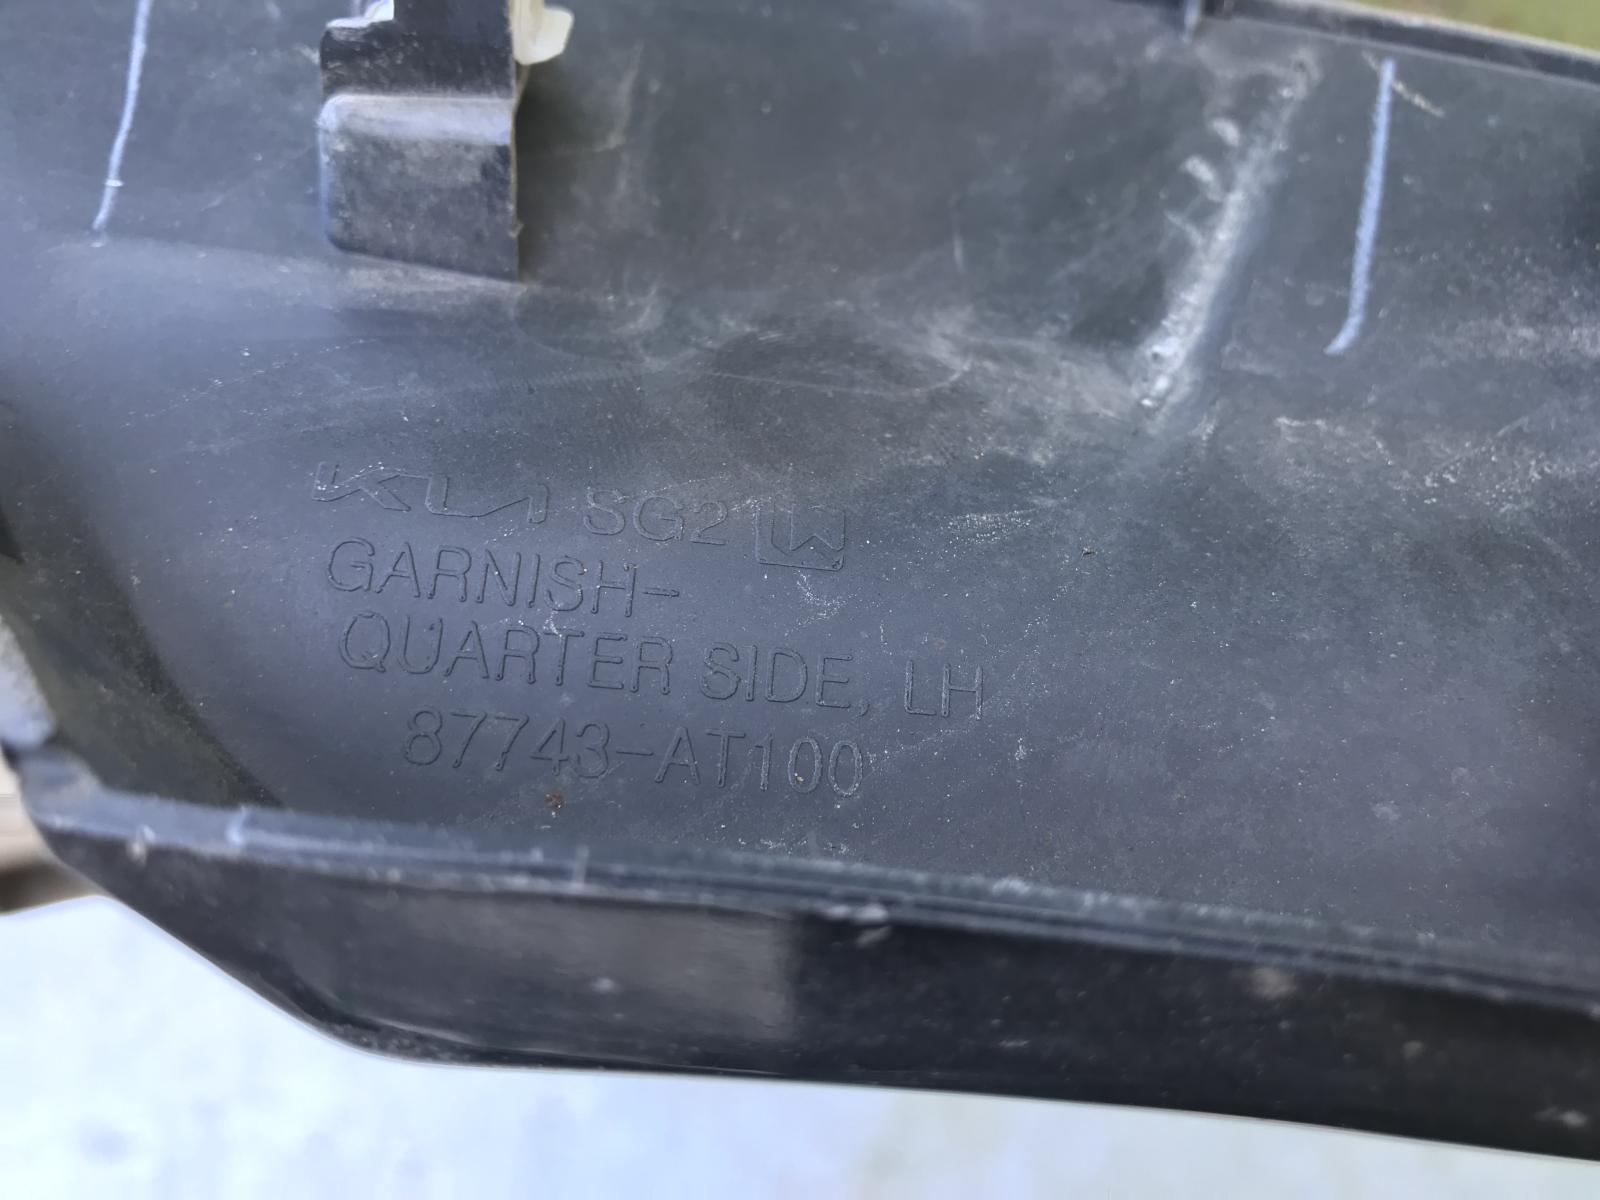 KIA SG2
GARNISH-
QUARTER SIDE, LH
87743-AT100